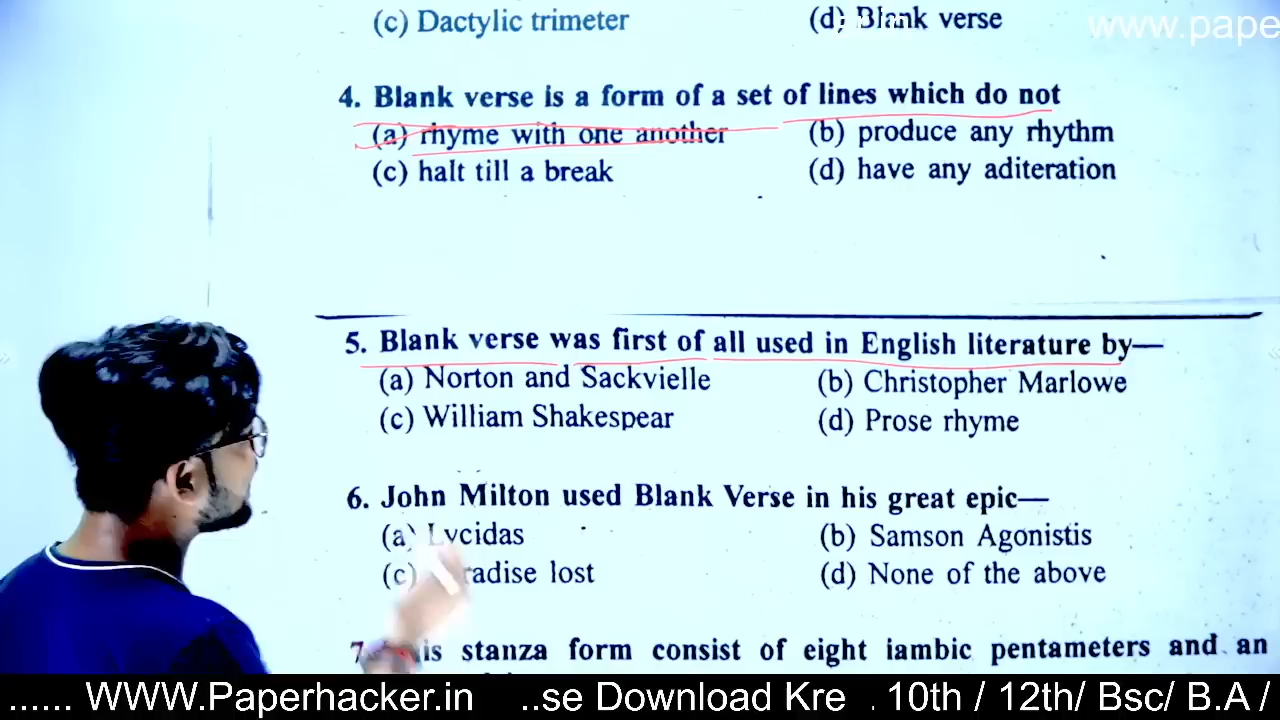 (c) Dactylic trimeter (d) Blank verse
www.pape
4. Blank verse is a form of a set of lines which do not
(a) rhyme with one another (b) produce any rhythm
(c) halt till a break (d) have any aditeration
5. Blank verse was first of all used in English literature by—
(a) Norton and Sackvielle (b) Christopher Marlowe
(c) William Shakespear (d) Prose rhyme
6. John Milton used Blank Verse in his great epic—
(a) Lycidas (b) Samson Agonistis
(c) radise lost (d) None of the above
7. is stanza form consist of eight iambic pentameters and an
...... WWW.Paperhacker.in ..se Download Kre . 10th / 12th/ Bsc/ B.A /